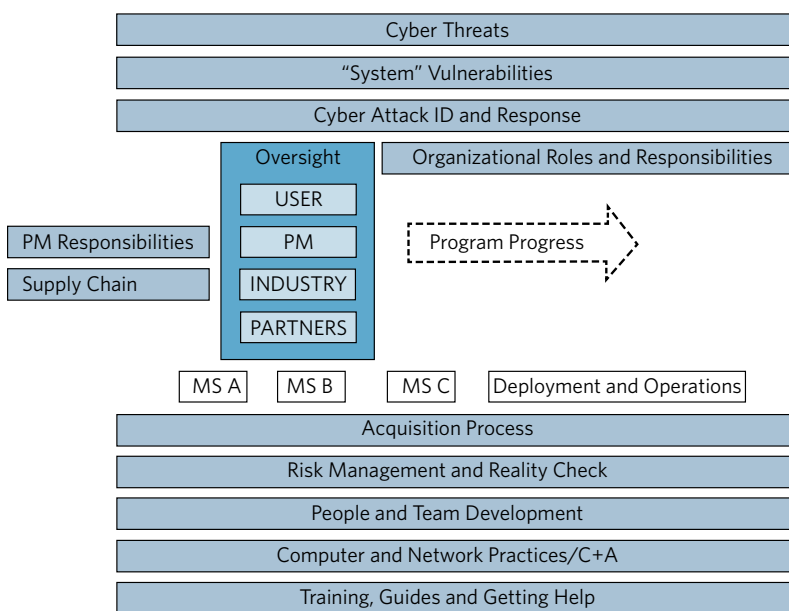 Cyber Threats
“System” Vulnerabilities
Cyber Attack ID and Response
Oversight
Organizational Roles and Responsibilities
USER
PM Responsibilities
PM
Program Progress
Supply Chain
INDUSTRY
PARTNERS
MS A
MS B
MS C
Deployment and Operations
Acquisition Process
Risk Management and Reality Check
People and Team Development
Computer and Network Practices/C+A
Training, Guides and Getting Help